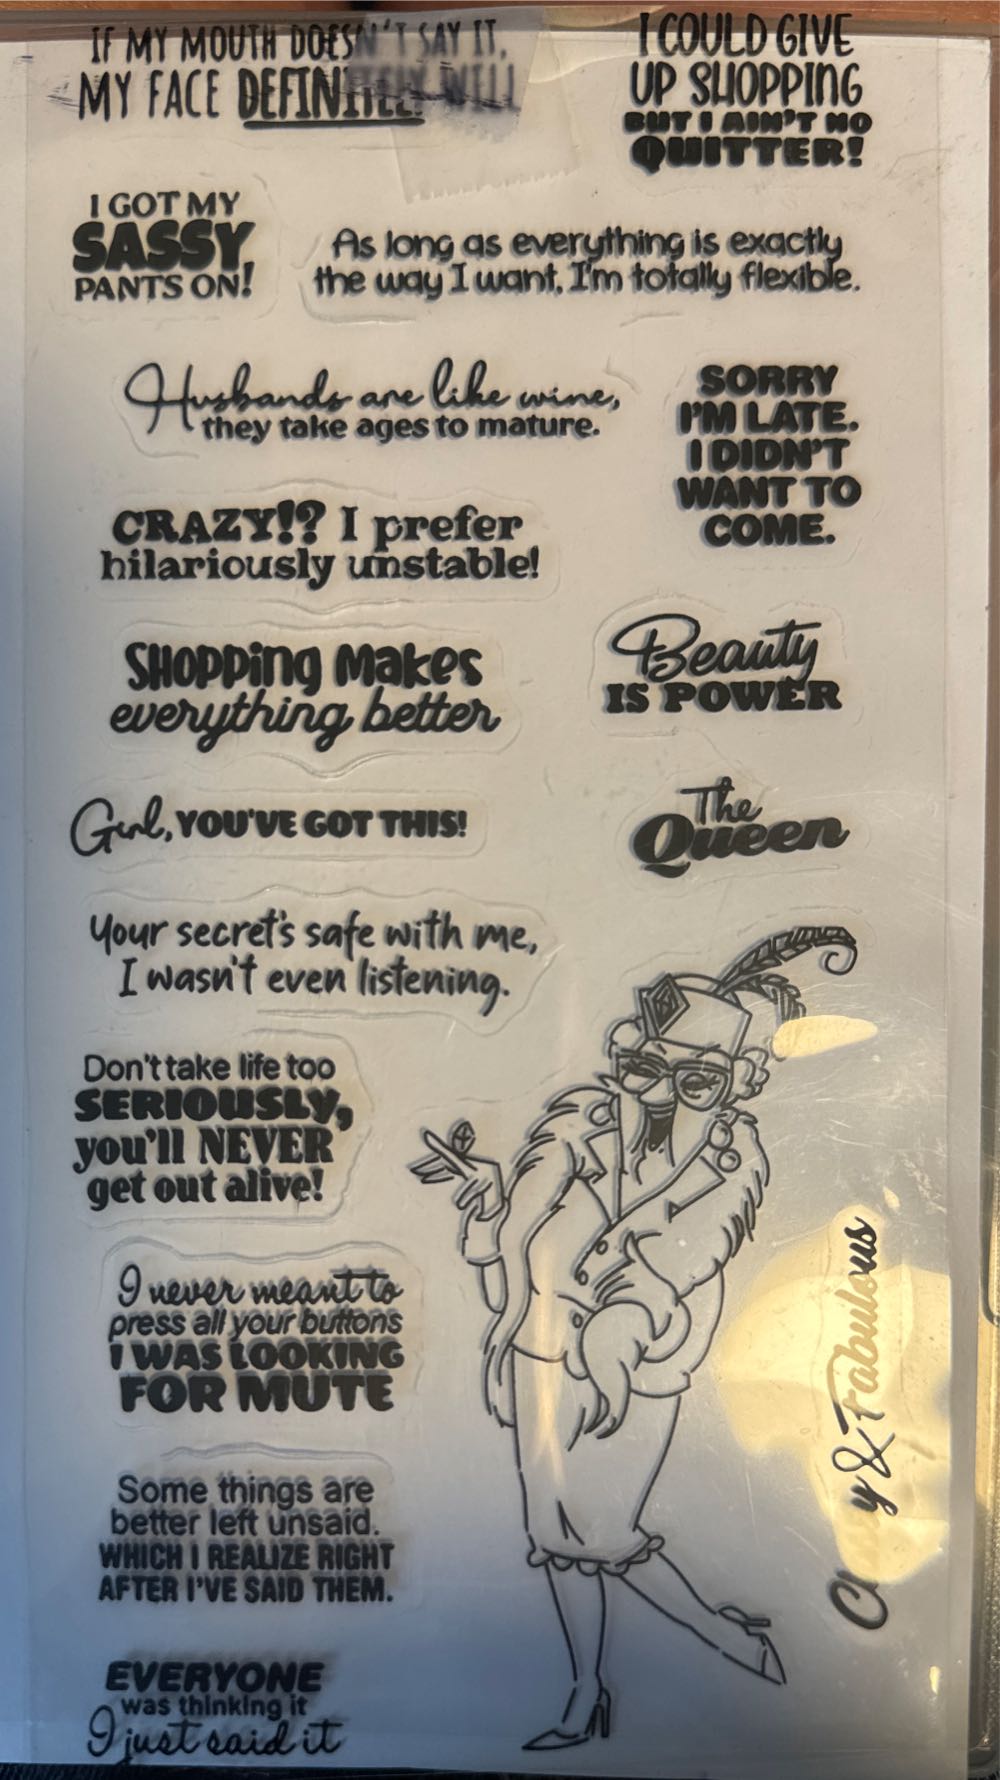 IF MY MOUTH DOESN'T SAY IT,
MY FACE DEFINITELY WILL
I COULD GIVE
UP SHOPPING
BUT I AIN'T NO
QUITTER!
I GOT MY
SASSY
PANTS ON!
As long as everything is exactly
the way I want, I'm totally flexible.
Husbands are like wine,
they take ages to mature.
SORRY
I'M LATE.
I DIDN'T
WANT TO
COME.
CRAZY!? I prefer
hilariously unstable!
SHOPPING MAKES
everything better
Beauty
IS POWER
Girl, YOU'VE GOT THIS!
The
Queen
Your secret's safe with me,
I wasn't even listening.
Don't take life too
SERIOUSLY,
you'll NEVER
get out alive!
I never meant to
press all your buttons
I WAS LOOKING
FOR MUTE
Some things are
better left unsaid.
WHICH I REALIZE RIGHT
AFTER I'VE SAID THEM.
EVERYONE
was thinking it
I just said it
& Fabulous